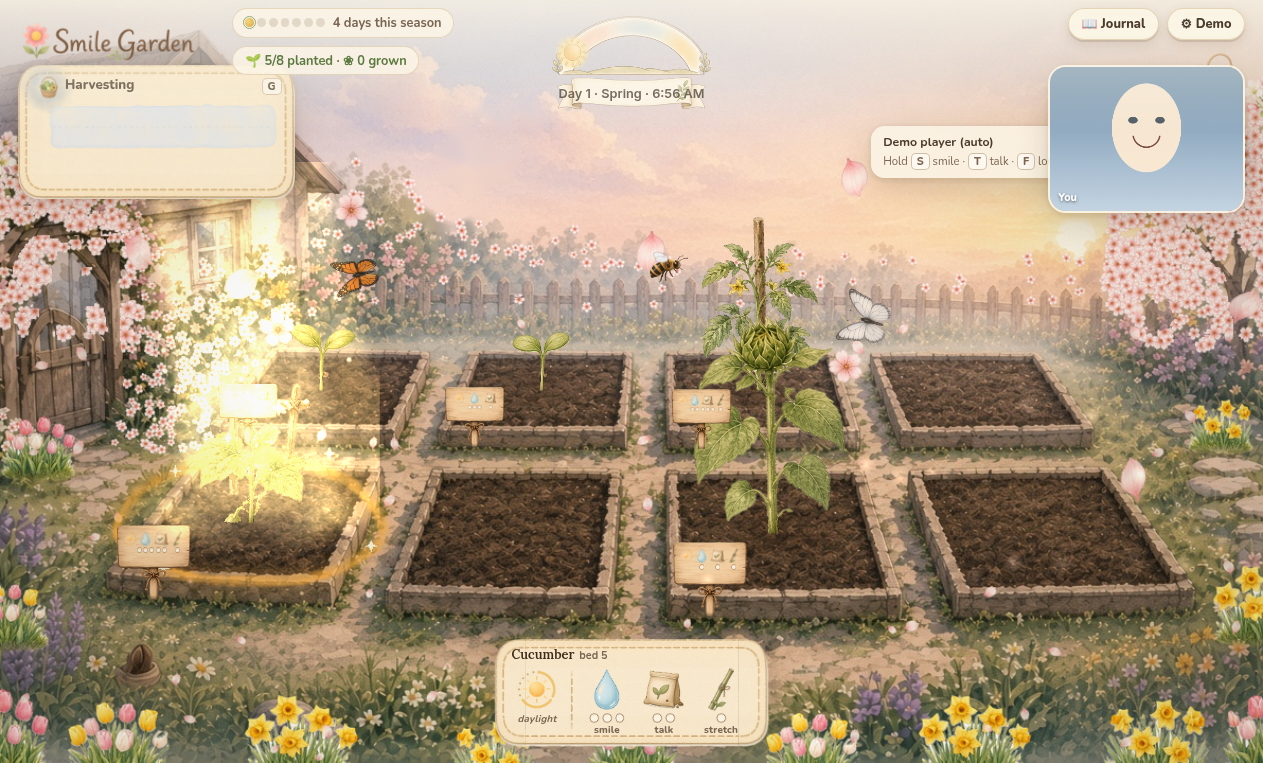 Smile Garden
4 days this season
5/8 planted · 0 grown
Harvesting
G
Day 1 · Spring · 6:56 AM
Journal
Demo
Demo player (auto)
Hold S smile · T talk · F lo
You
Cucumber bed 5
daylight
smile
talk
stretch